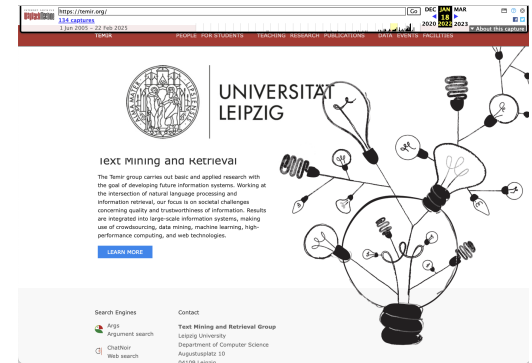 INTERNET ARCHIVE
https://temir.org/
Go
DEC JAN MAR
134 captures
18
1 Jun 2005 – 22 Feb 2025
2020 2022 2023
About this capture
TEMIR
PEOPLE FOR STUDENTS TEACHING RESEARCH PUBLICATIONS DATA EVENTS FACILITIES
UNIVERSITÄT
LEIPZIG
Text Mining and Retrieval
The Temir group carries out basic and applied research with
the goal of developing future information systems. Working at
the intersection of natural language processing and
information retrieval, our focus is on societal challenges
concerning quality and trustworthiness of information. Results
are integrated into large-scale information systems, making
use of crowdsourcing, data mining, machine learning, high-
performance computing, and web technologies.
LEARN MORE
Search Engines
Contact
Args
Argument search
Text Mining and Retrieval Group
Leipzig University
ChatNoir
Web search
Department of Computer Science
Augustusplatz 10
04109 Leipzig